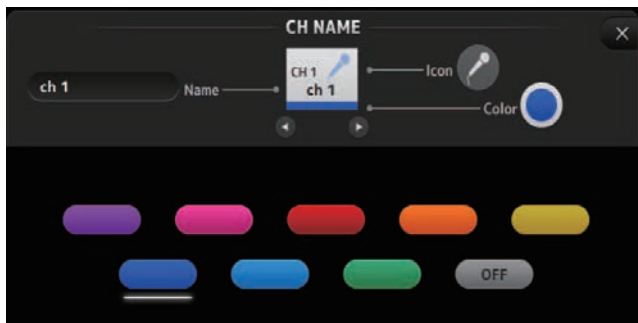 CH NAME
ch 1
Name
CH 1
ch 1
Icon
Color
OFF